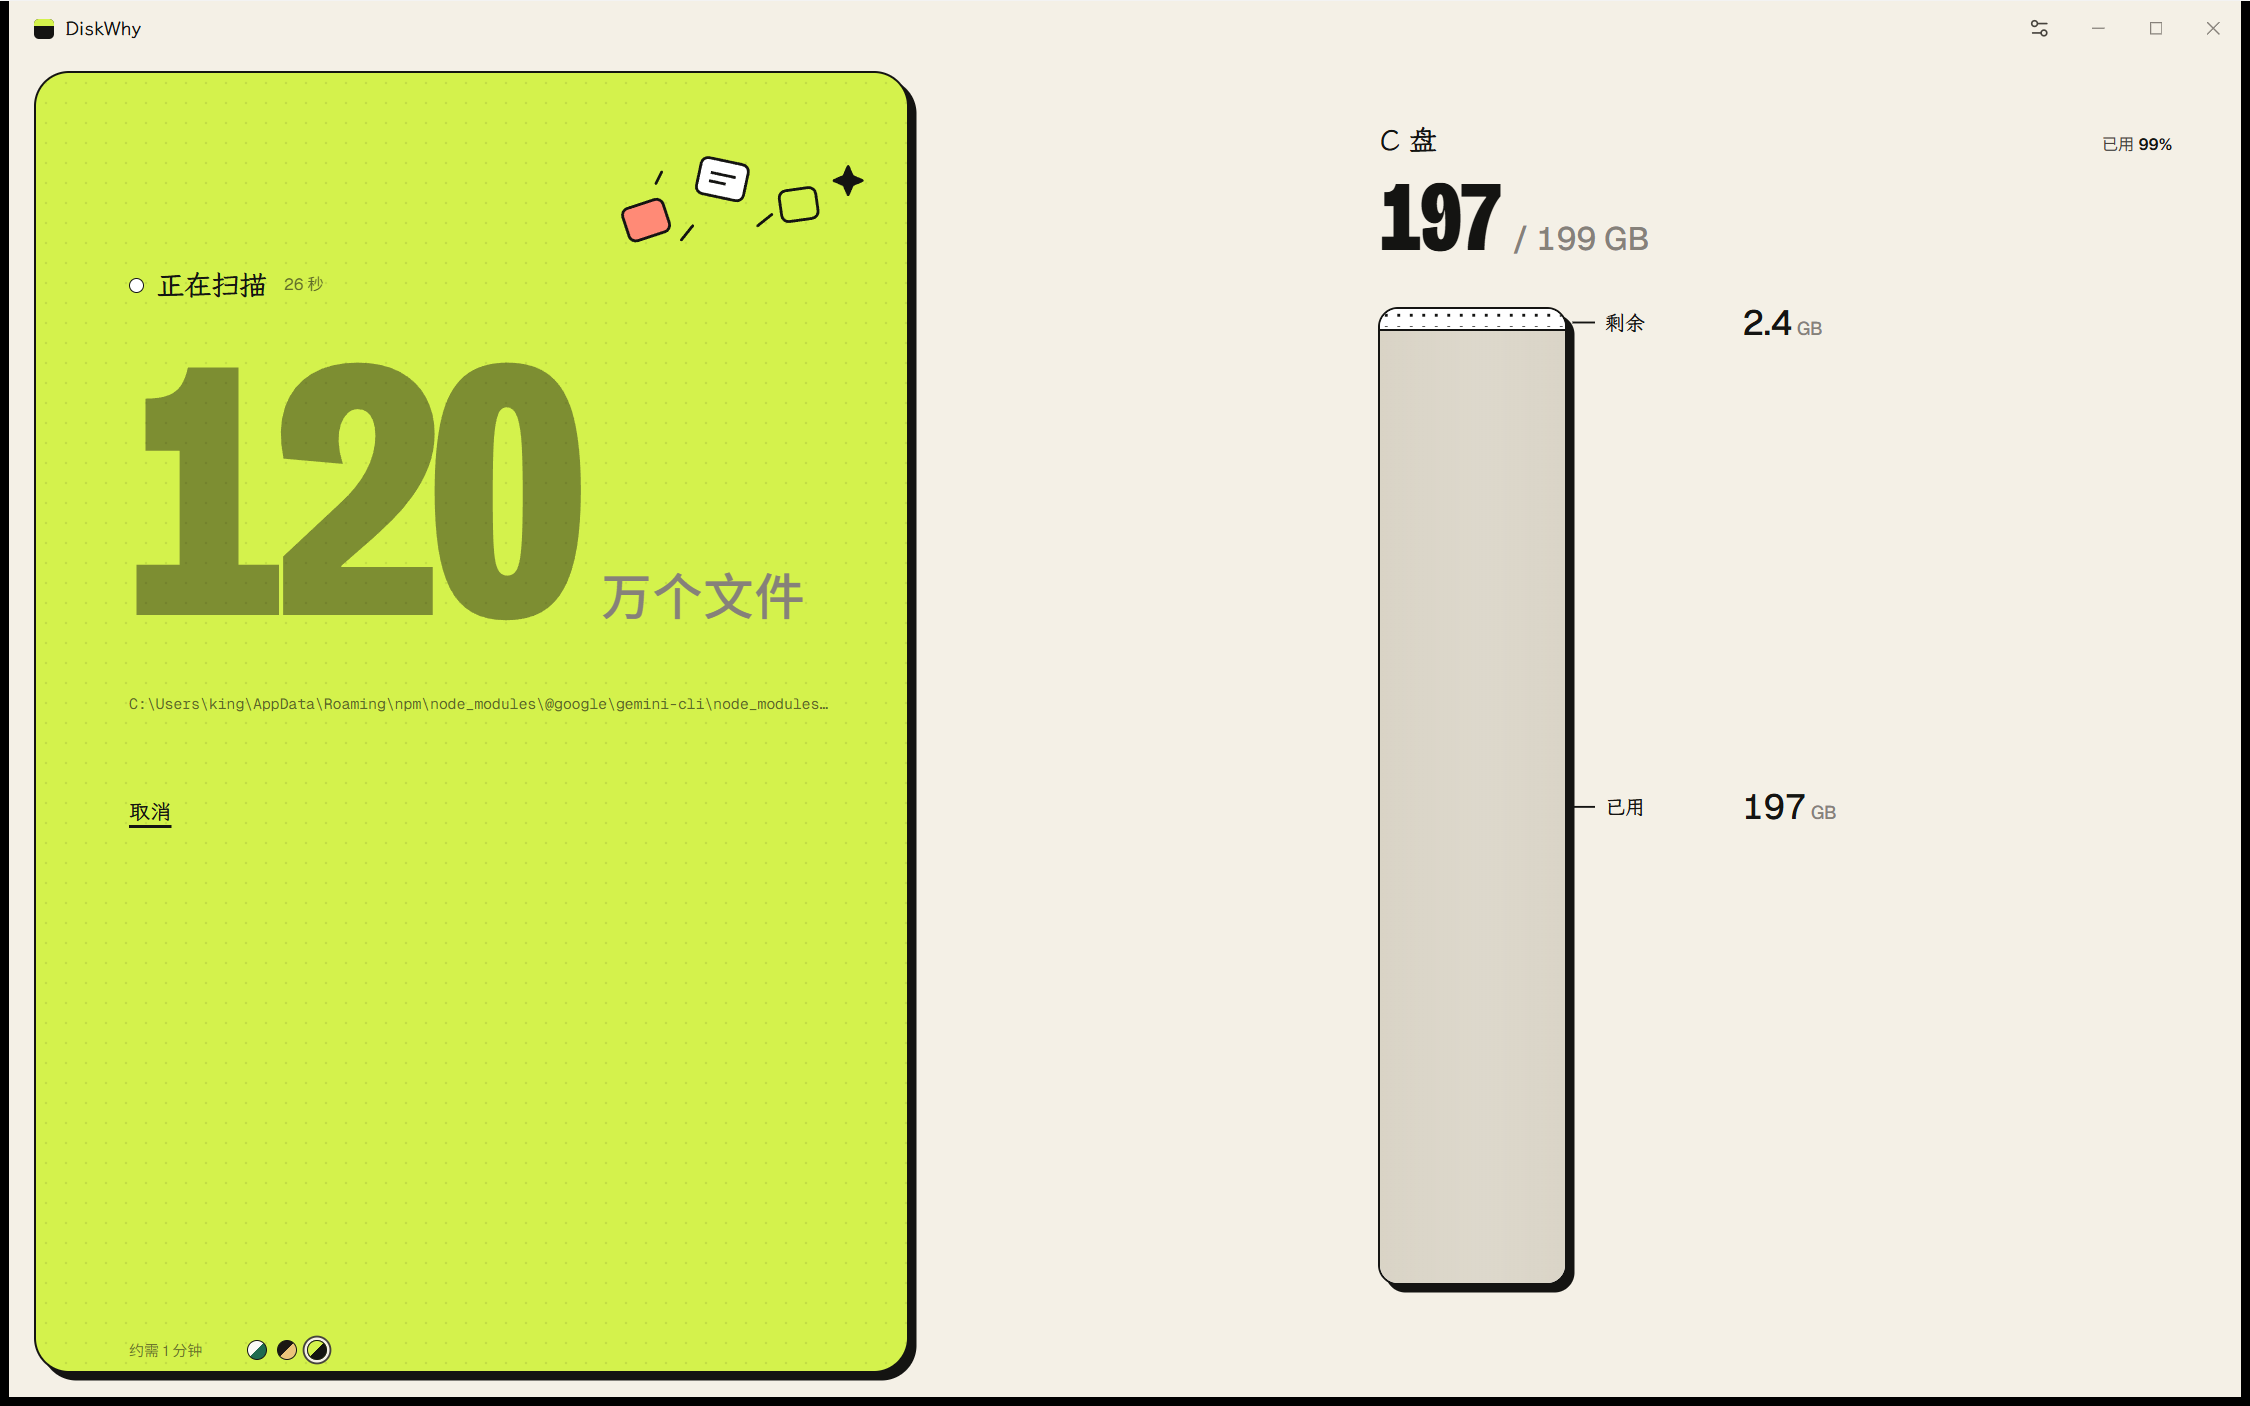 DiskWhy
正在扫描 26 秒
120 万个文件
C:\Users\king\AppData\Roaming\npm\node_modules\@google\gemini-cli\node_modules…
取消
约需 1 分钟
C 盘
已用 99%
197 / 199 GB
剩余 2.4 GB
已用 197 GB